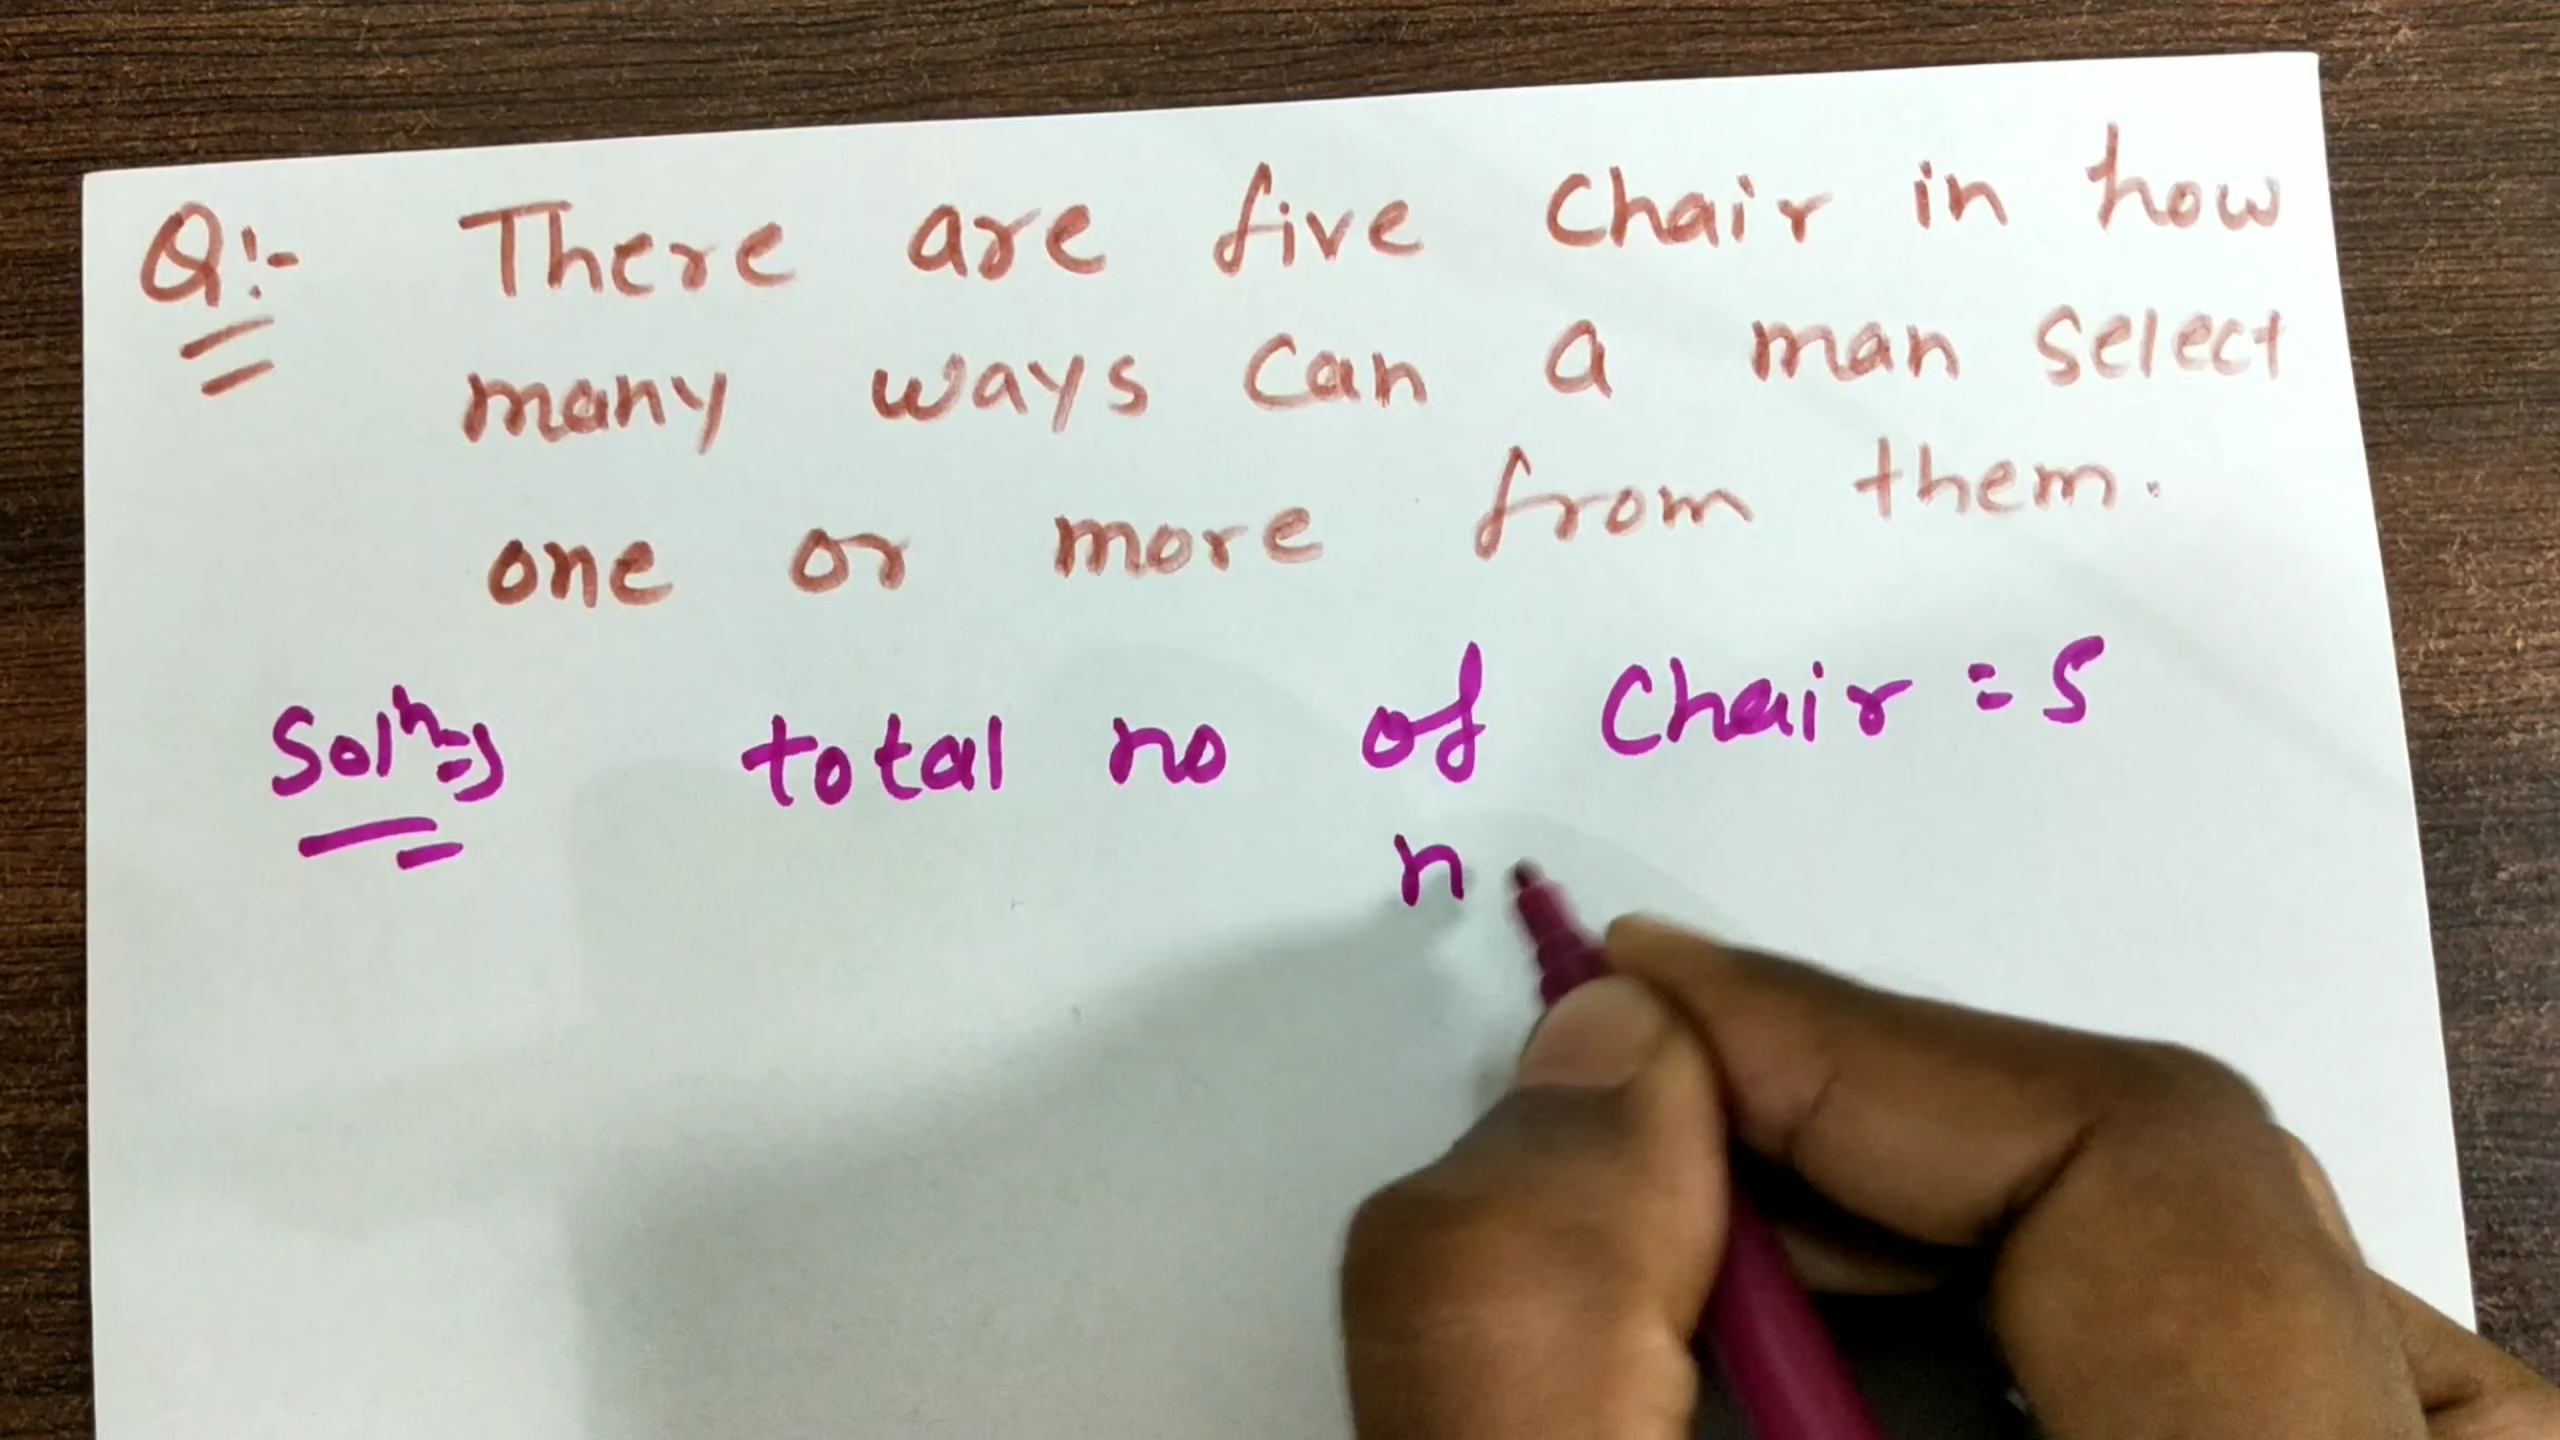 Q:- There are five Chair in how
many ways can a man select
one or more from them.
Solⁿ⇒ total no of Chair = 5
n